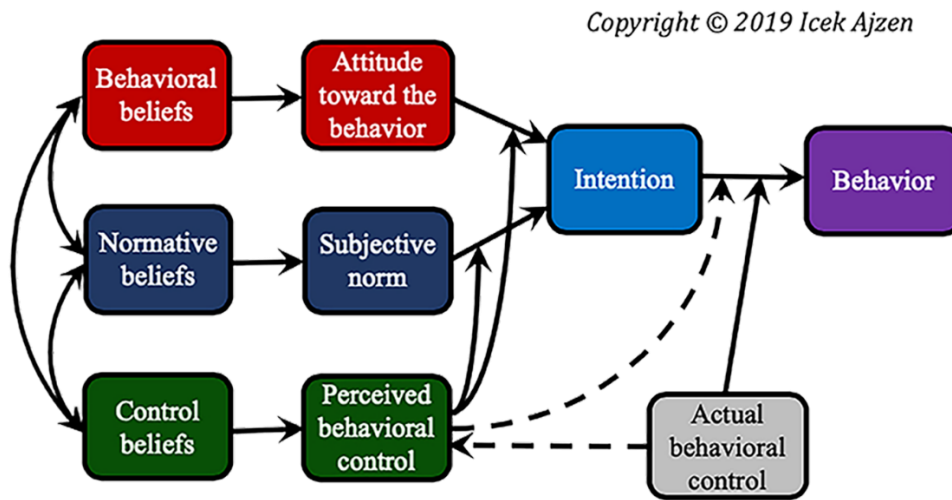 Copyright © 2019 Icek Ajzen
Behavioral
beliefs
Attitude
toward the
behavior
Intention
Behavior
Normative
beliefs
Subjective
norm
Control
beliefs
Perceived
behavioral
control
Actual
behavioral
control